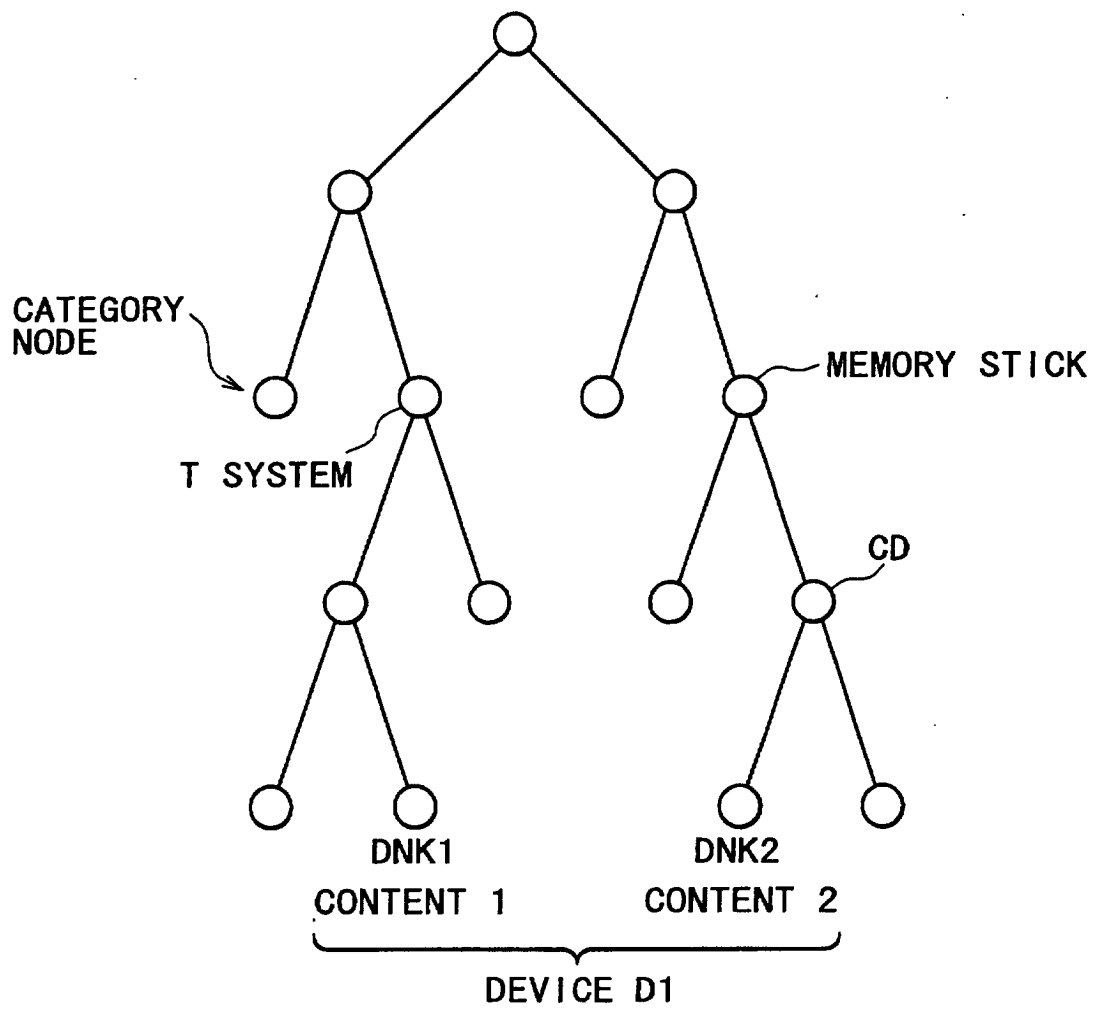 CATEGORY
NODE
MEMORY STICK
T SYSTEM
CD
DNK1
DNK2
CONTENT 1
CONTENT 2
DEVICE D1